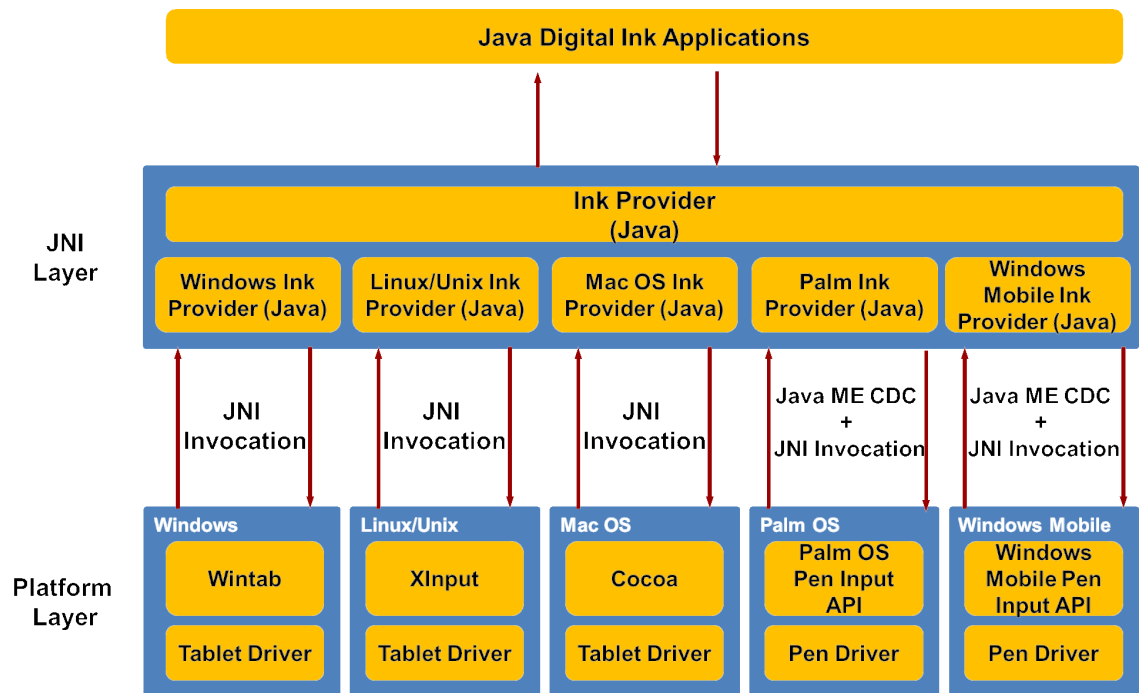 Java Digital Ink Applications
Ink Provider
(Java)
JNI
Layer
Windows Ink
Provider (Java)
Linux/Unix Ink
Provider (Java)
Mac OS Ink
Provider (Java)
Palm Ink
Provider (Java)
Windows
Mobile Ink
Provider (Java)
JNI
Invocation
JNI
Invocation
JNI
Invocation
Java ME CDC
+
JNI Invocation
Java ME CDC
+
JNI Invocation
Platform
Layer
Windows
Wintab
Tablet Driver
Linux/Unix
XInput
Tablet Driver
Mac OS
Cocoa
Tablet Driver
Palm OS
Palm OS
Pen Input
API
Pen Driver
Windows Mobile
Windows
Mobile Pen
Input API
Pen Driver